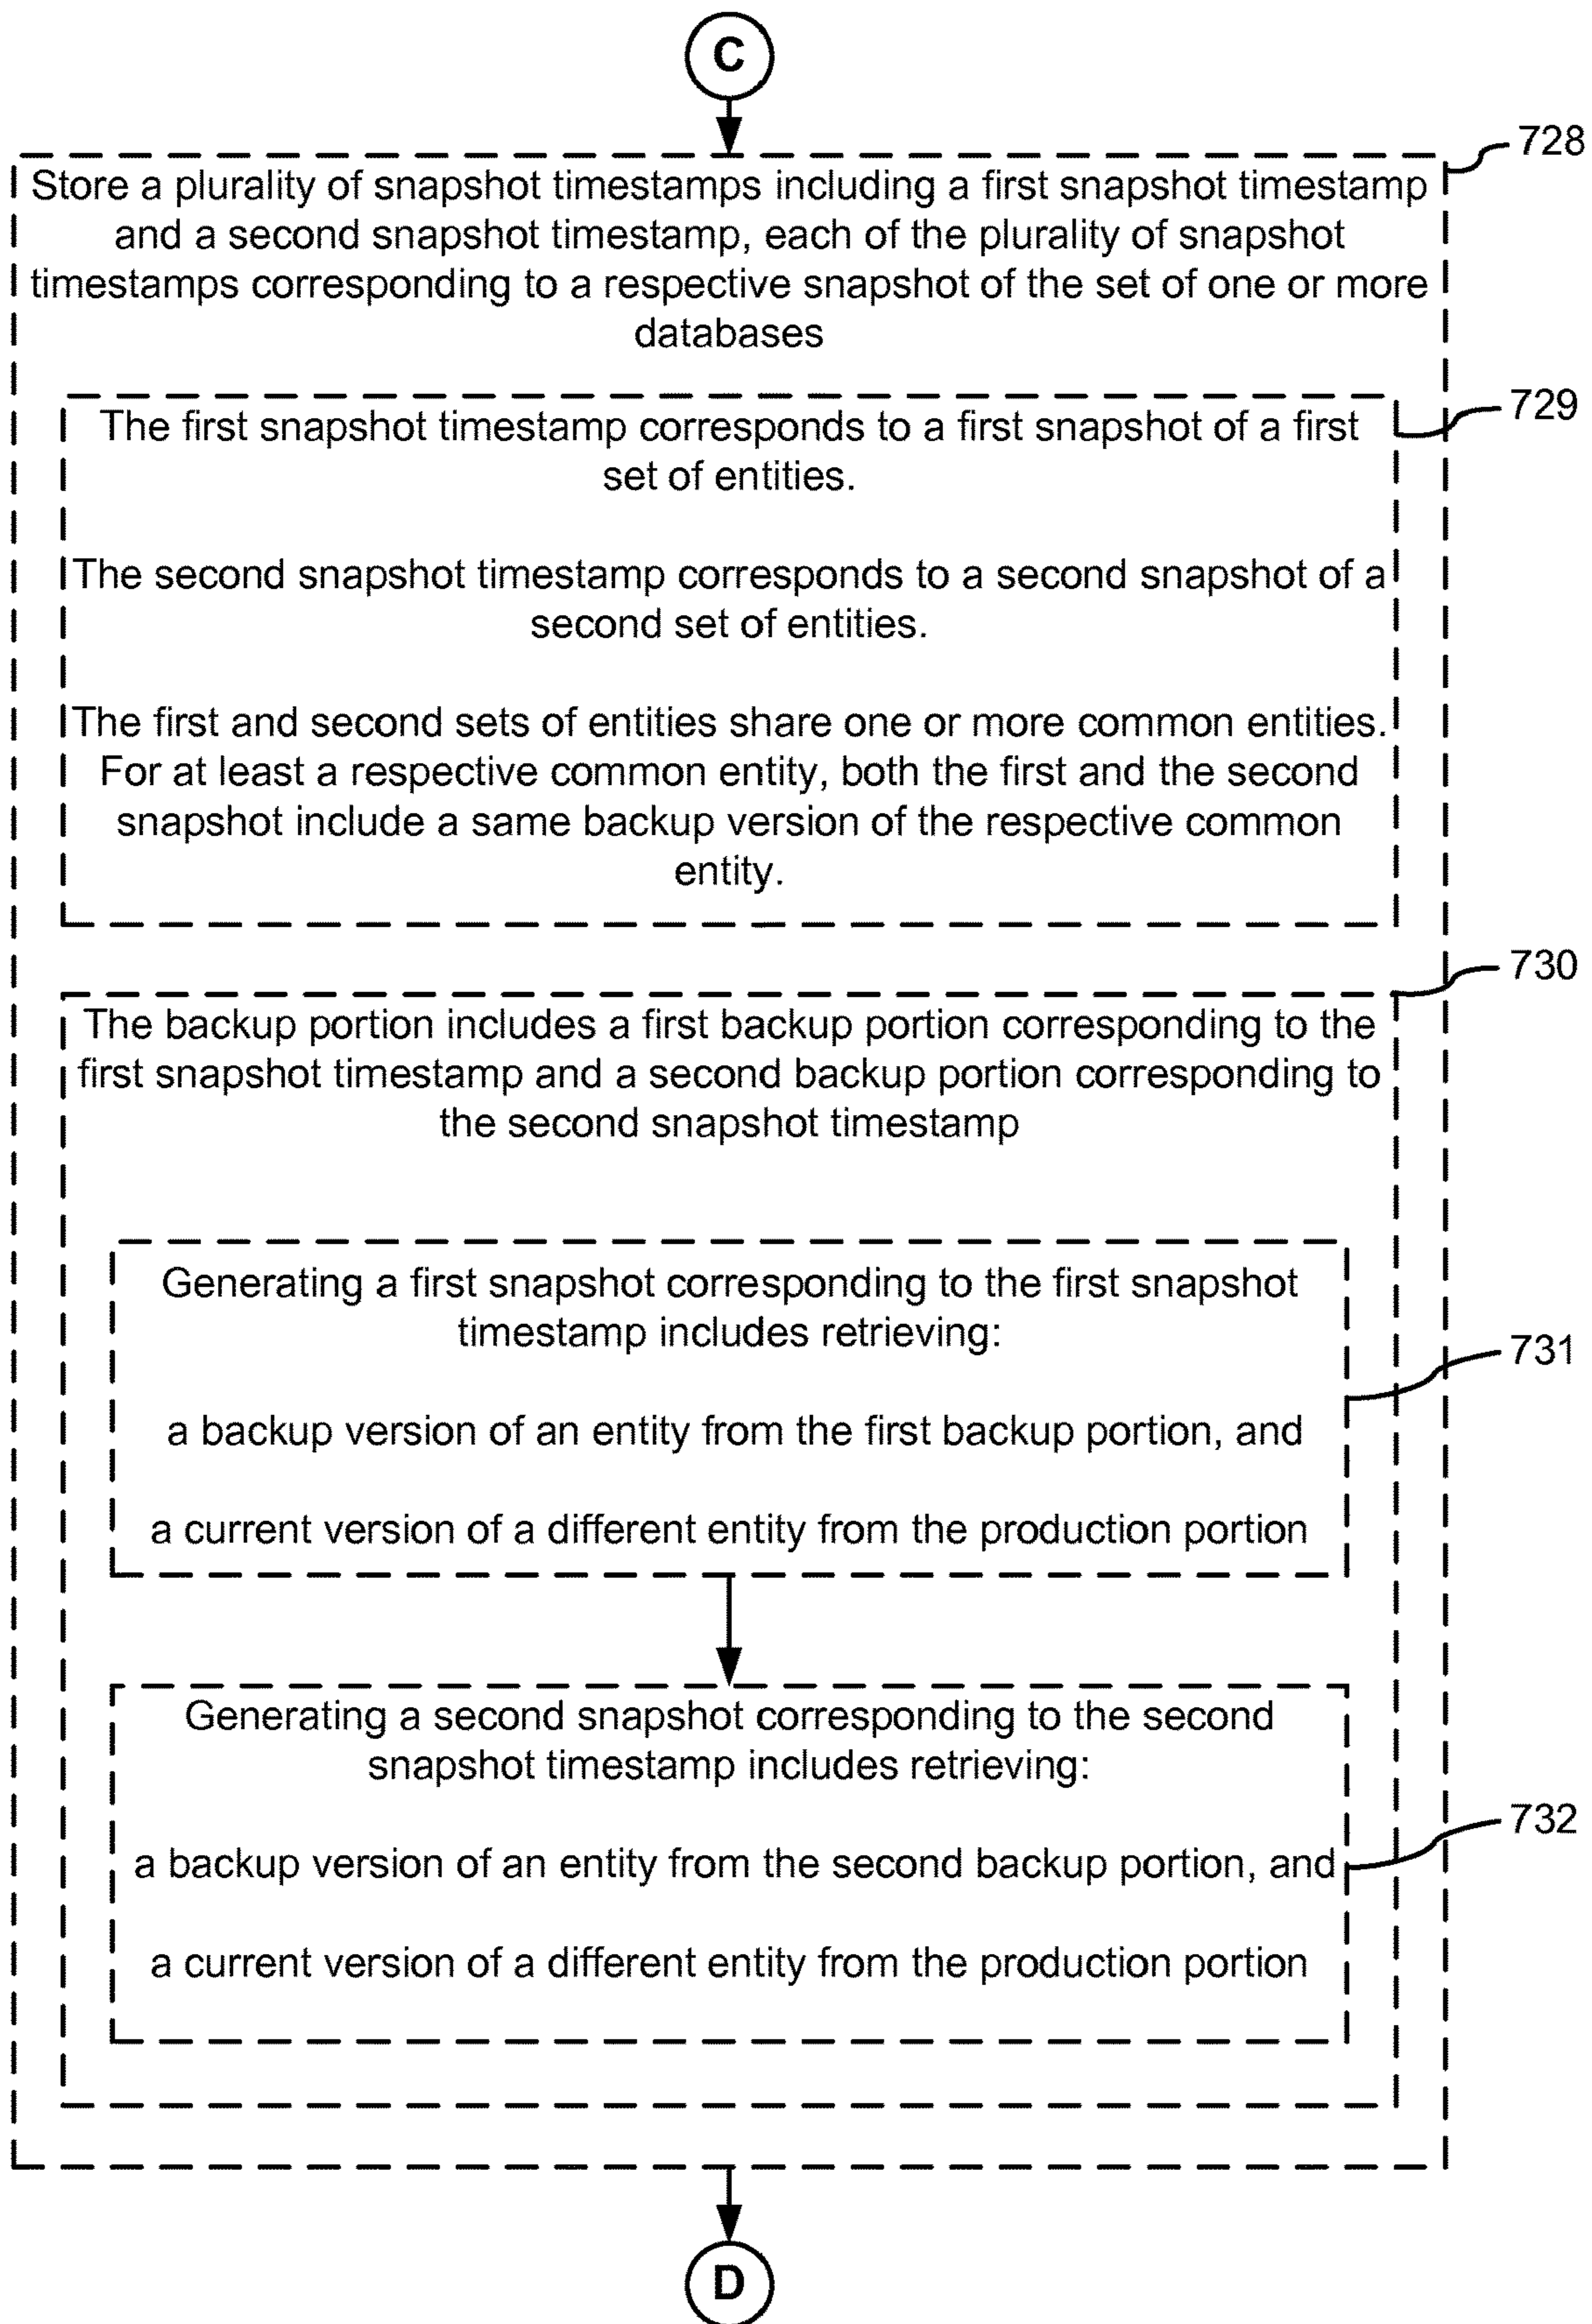 C
728
Store a plurality of snapshot timestamps including a first snapshot timestamp
and a second snapshot timestamp, each of the plurality of snapshot
timestamps corresponding to a respective snapshot of the set of one or more
databases
729
The first snapshot timestamp corresponds to a first snapshot of a first
set of entities.
The second snapshot timestamp corresponds to a second snapshot of a
second set of entities.
The first and second sets of entities share one or more common entities.
For at least a respective common entity, both the first and the second
snapshot include a same backup version of the respective common
entity.
730
The backup portion includes a first backup portion corresponding to the
first snapshot timestamp and a second backup portion corresponding to
the second snapshot timestamp
Generating a first snapshot corresponding to the first snapshot
timestamp includes retrieving:
731
a backup version of an entity from the first backup portion, and
a current version of a different entity from the production portion
Generating a second snapshot corresponding to the second
snapshot timestamp includes retrieving:
732
a backup version of an entity from the second backup portion, and
a current version of a different entity from the production portion
D